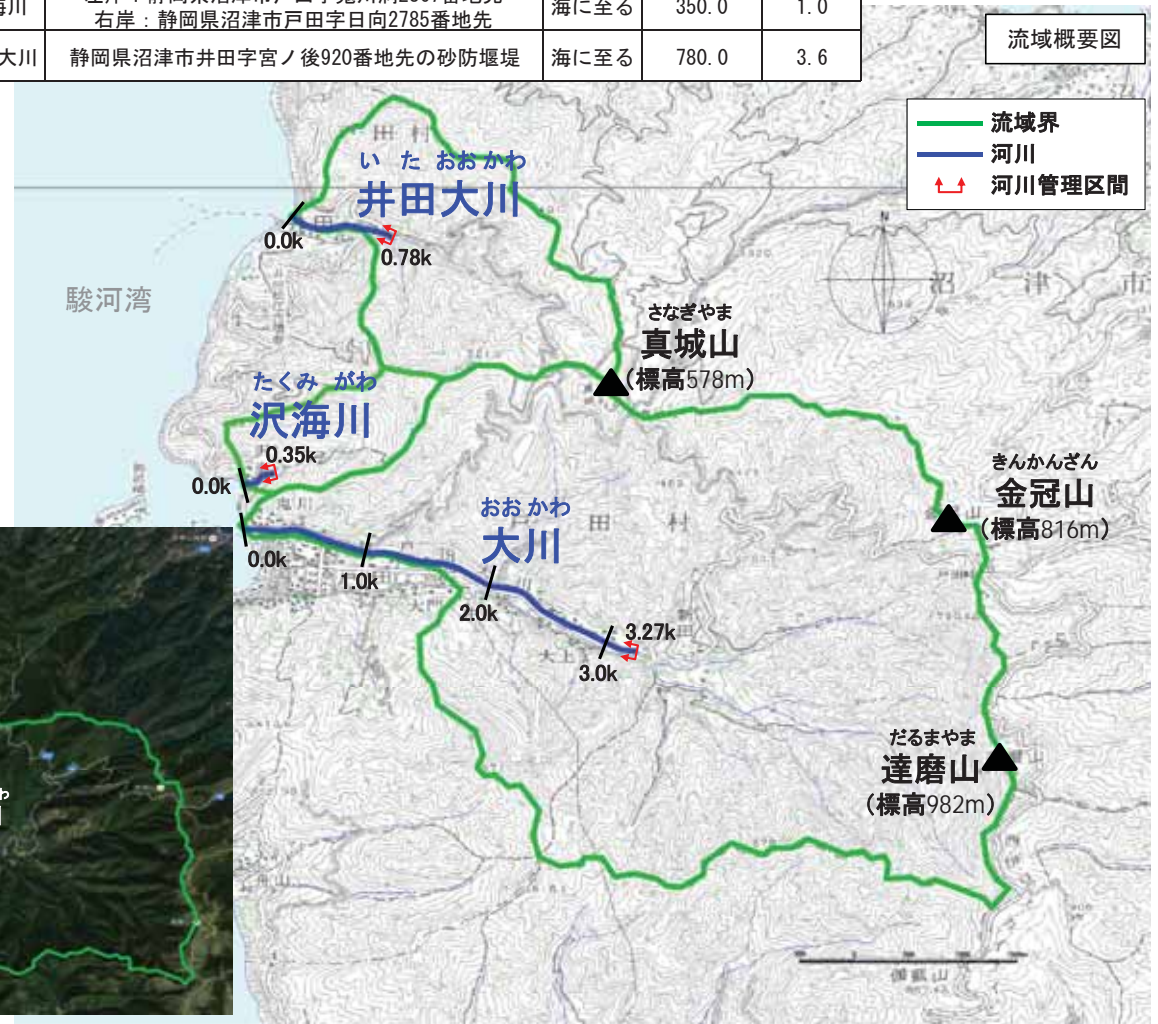 海に至る 350.0 1.0
右岸：静岡県沼津市戸田字日向2785番地先
大川 静岡県沼津市井田字宮ノ後920番地先の砂防堰堤 海に至る 780.0 3.6
流域概要図
流域界
河川
河川管理区間
田村
いた おおかわ
井田大川
0.0k
0.78k
N
沼津市
駿河湾
さなぎやま
真城山
(標高578m)
たくみ がわ
沢海川
0.35k
0.0k
きんかんざん
金冠山
(標高816m)
おおかわ
大川
田村
0.0k
1.0k
2.0k
3.27k
3.0k
だるまやま
達磨山
(標高982m)